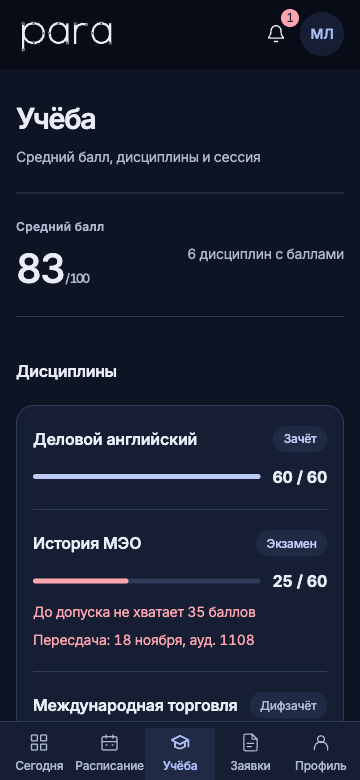 para
1
МЛ
Учёба
Средний балл, дисциплины и сессия
Средний балл
83/100
6 дисциплин с баллами
Дисциплины
Деловой английский
Зачёт
60 / 60
История МЭО
Экзамен
25 / 60
До допуска не хватает 35 баллов
Пересдача: 18 ноября, ауд. 1108
Международная торговля
Дифзачёт
Сегодня
Расписание
Учёба
Заявки
Профиль